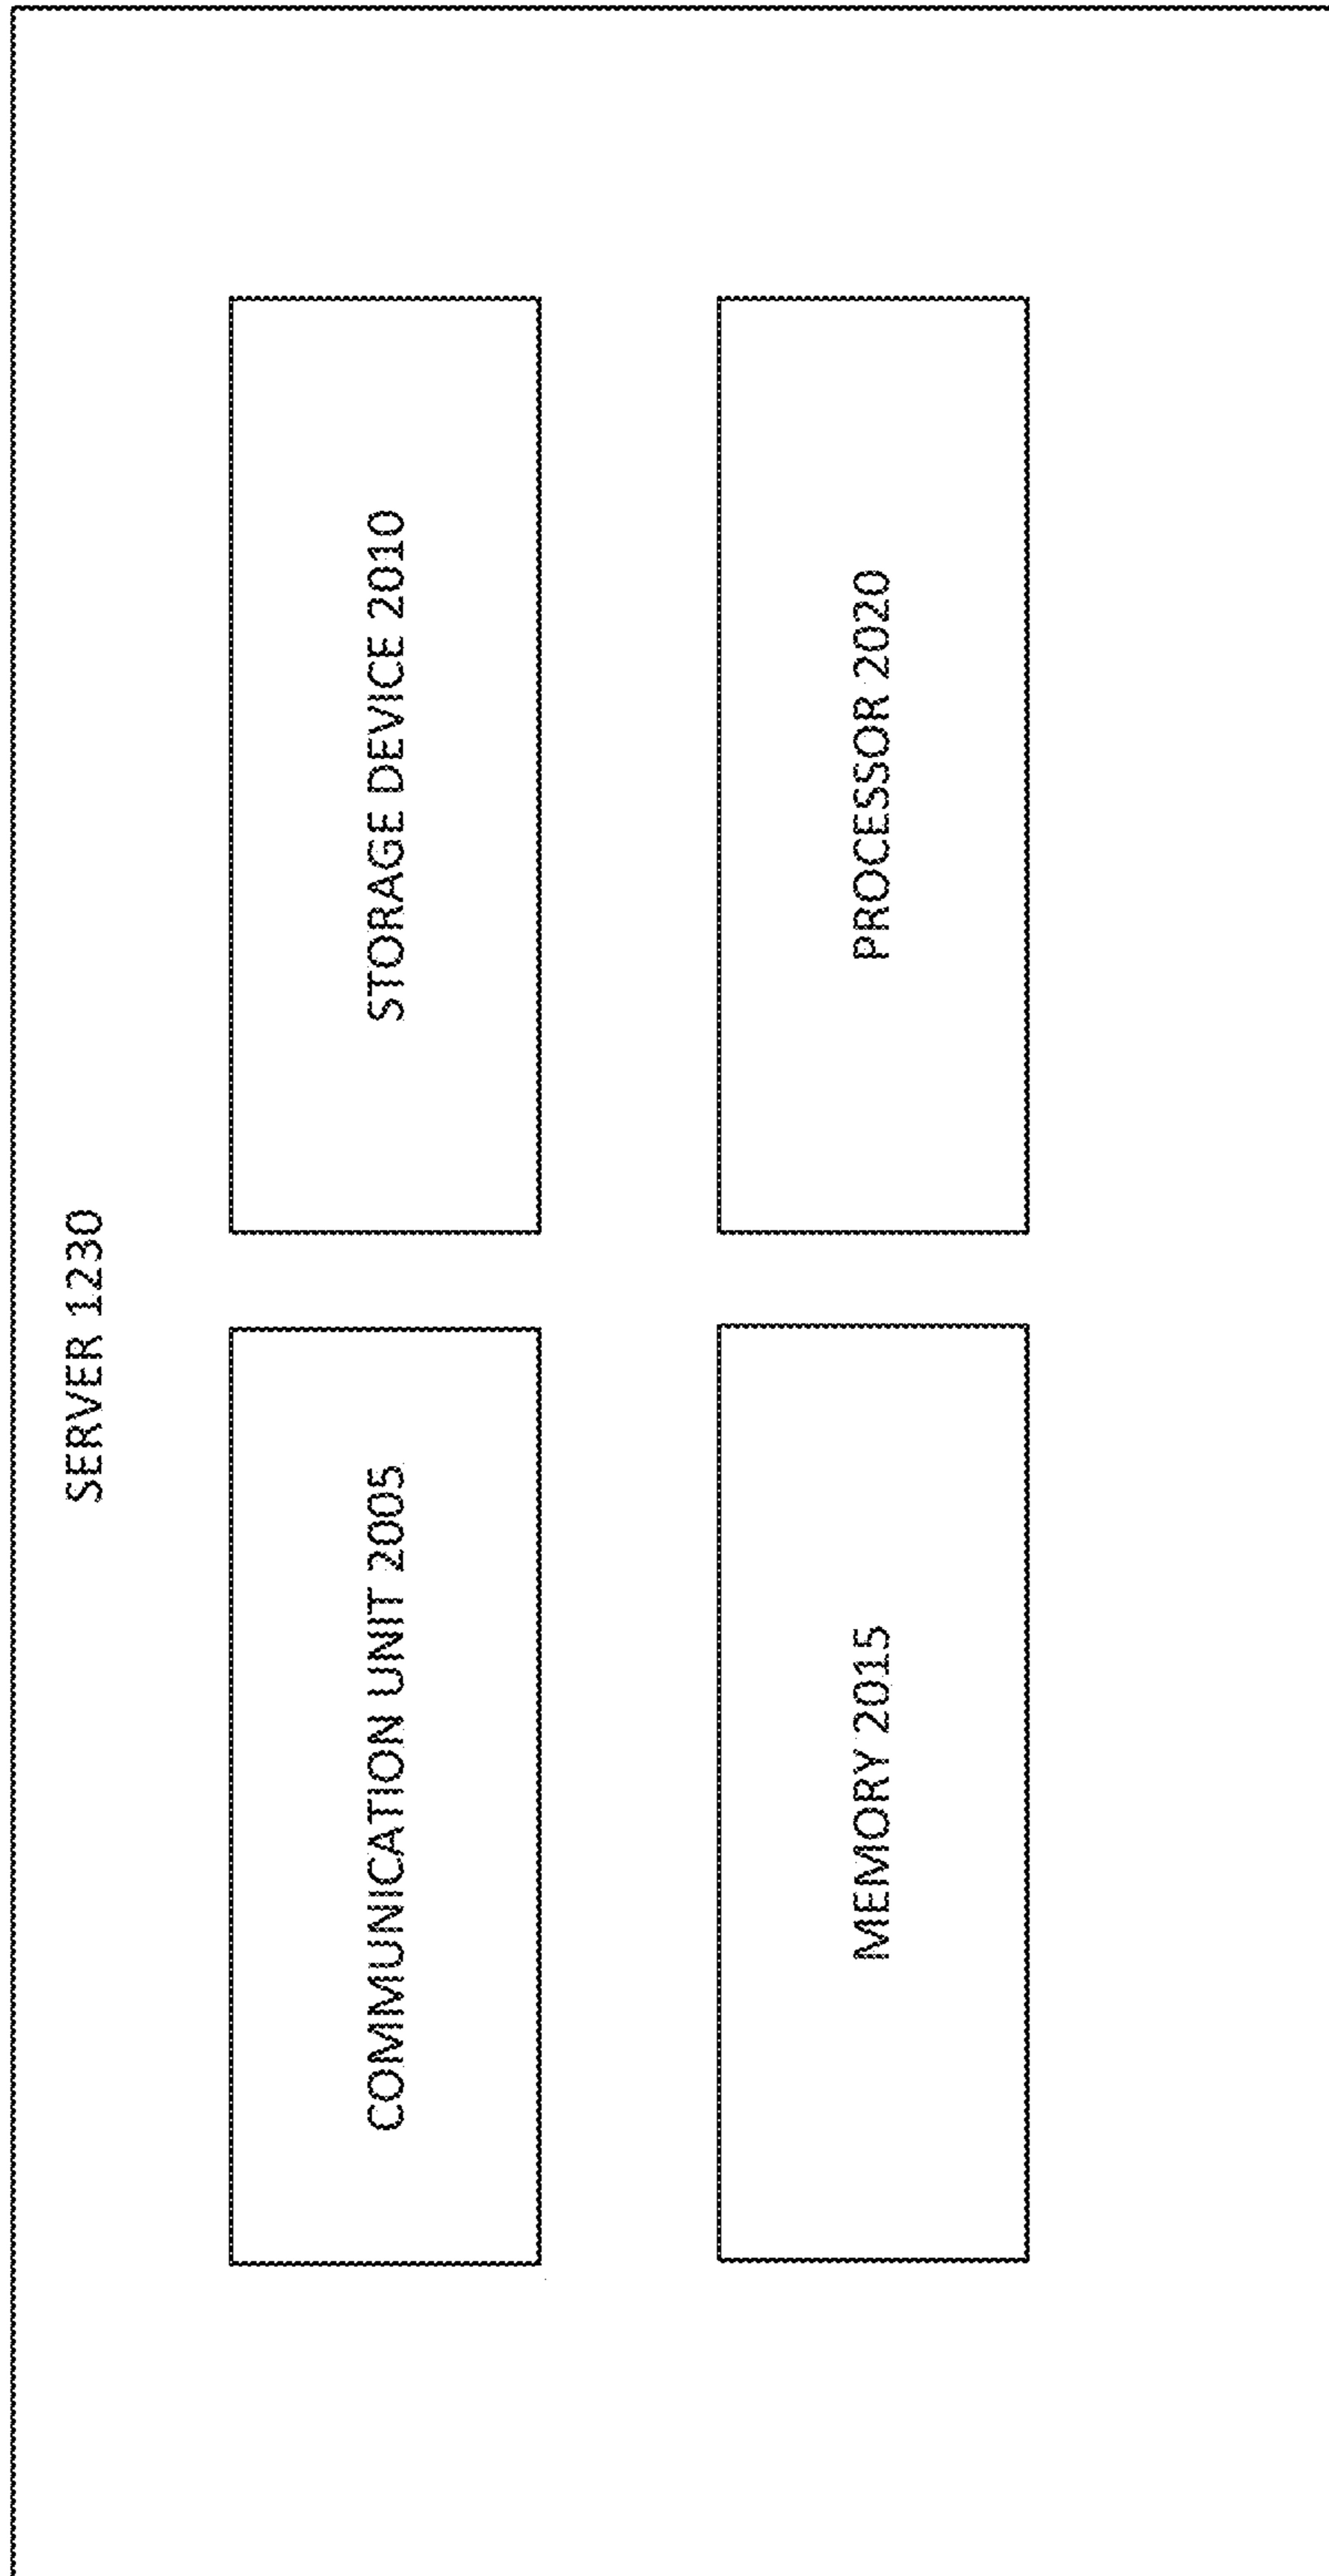 SERVER 1230
COMMUNICATION UNIT 2005
STORAGE DEVICE 2010
MEMORY 2015
PROCESSOR 2020